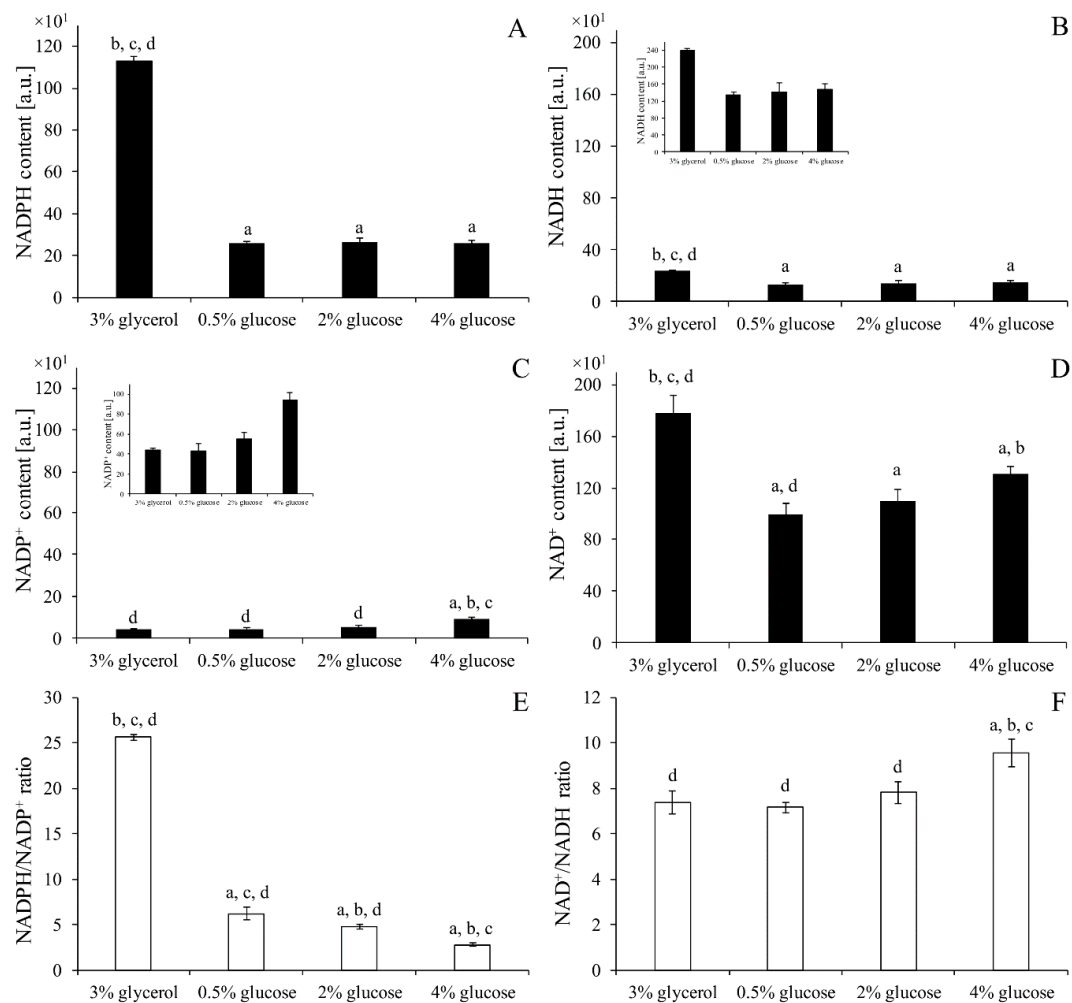 ×10¹
A
NADPH content [a.u.]
120
100
80
60
40
20
0
b, c, d
a
a
a
3% glycerol 0.5% glucose 2% glucose 4% glucose
×10¹
B
NADH content [a.u.]
200
160
120
80
40
0
NADH content [a.u.]
240
200
160
120
80
40
0
3% glycerol 0.5% glucose 2% glucose 4% glucose
b, c, d
a
a
a
3% glycerol 0.5% glucose 2% glucose 4% glucose
×10¹
C
NADP⁺ content [a.u.]
120
100
80
60
40
20
0
NADP⁺ content [a.u.]
100
80
60
40
20
0
3% glycerol 0.5% glucose 2% glucose 4% glucose
d
d
d
a, b, c
3% glycerol 0.5% glucose 2% glucose 4% glucose
×10¹
D
NAD⁺ content [a.u.]
200
160
120
80
40
0
b, c, d
a, d
a
a, b
3% glycerol 0.5% glucose 2% glucose 4% glucose
E
NADPH/NADP⁺ ratio
30
25
20
15
10
5
0
b, c, d
a, c, d
a, b, d
a, b, c
3% glycerol 0.5% glucose 2% glucose 4% glucose
F
NAD⁺/NADH ratio
12
10
8
6
4
2
0
d
d
d
a, b, c
3% glycerol 0.5% glucose 2% glucose 4% glucose